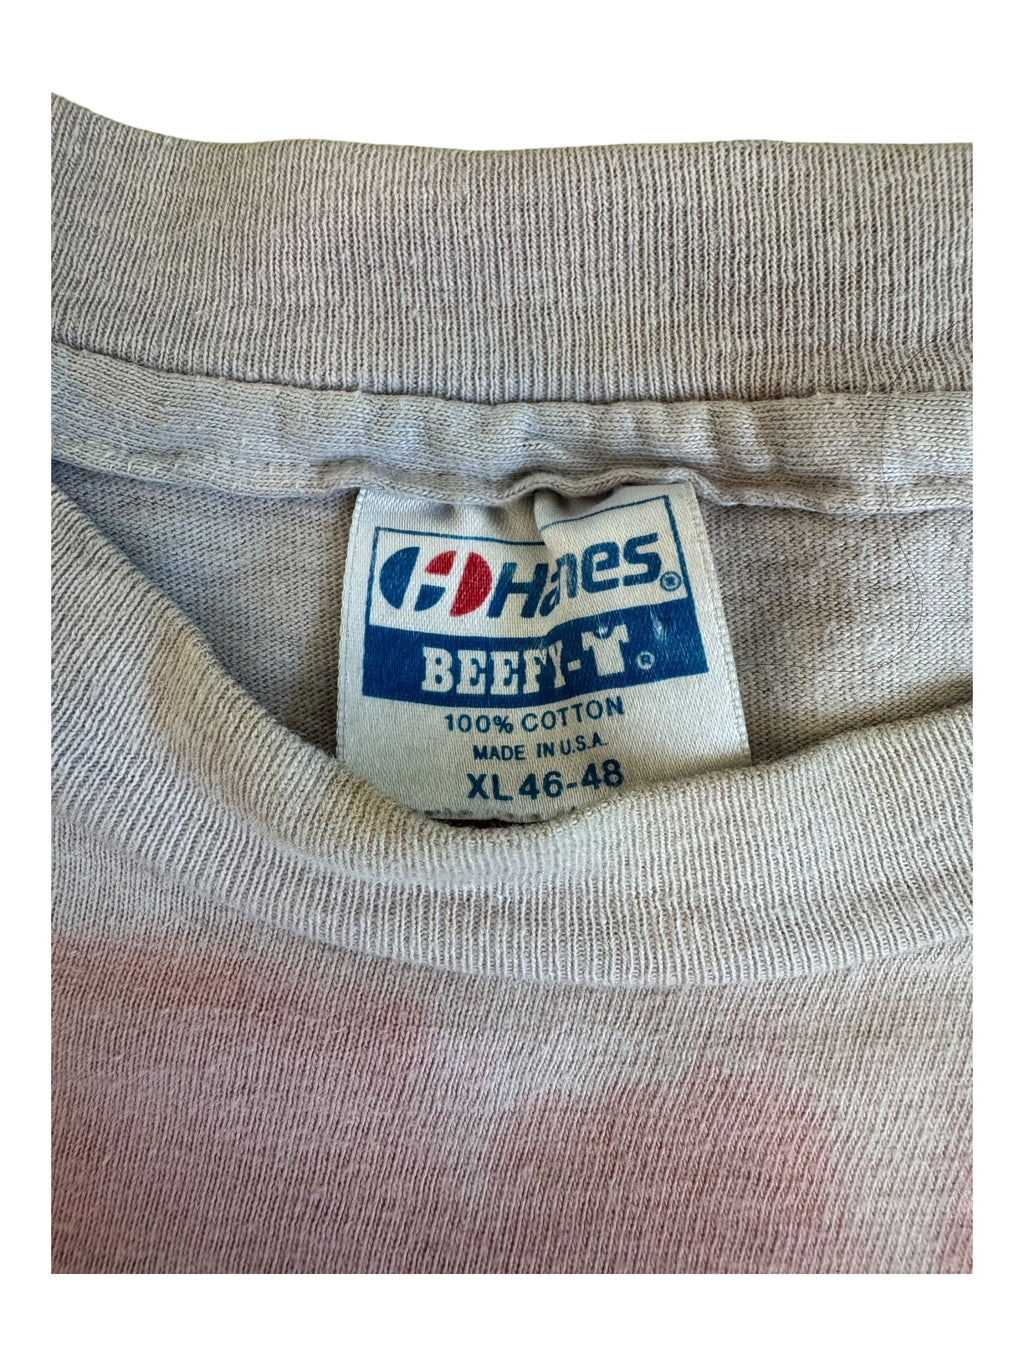 Hanes®
BEEFY-T®
100% COTTON
MADE IN U.S.A.
XL 46-48